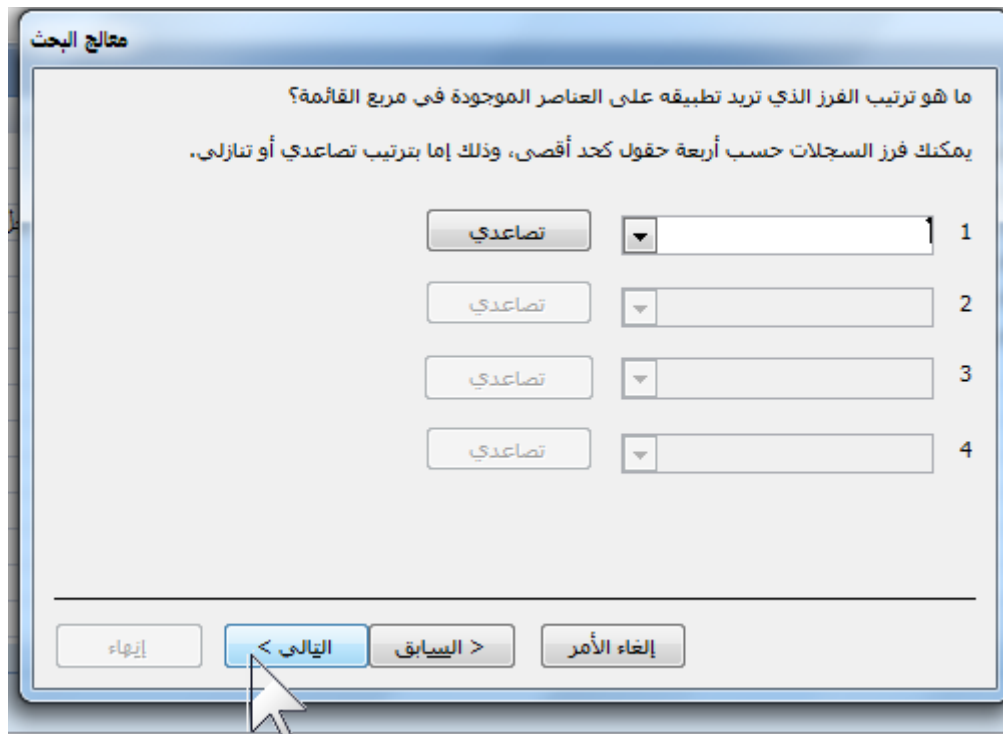 معالج البحث
ما هو ترتيب الفرز الذي تريد تطبيقه على العناصر الموجودة في مربع القائمة؟
يمكنك فرز السجلات حسب أربعة حقول كحد أقصى، وذلك إما بترتيب تصاعدي أو تنازلي.
1 تصاعدي
2 تصاعدي
3 تصاعدي
4 تصاعدي
إلغاء الأمر < السابق التالي > إنهاء